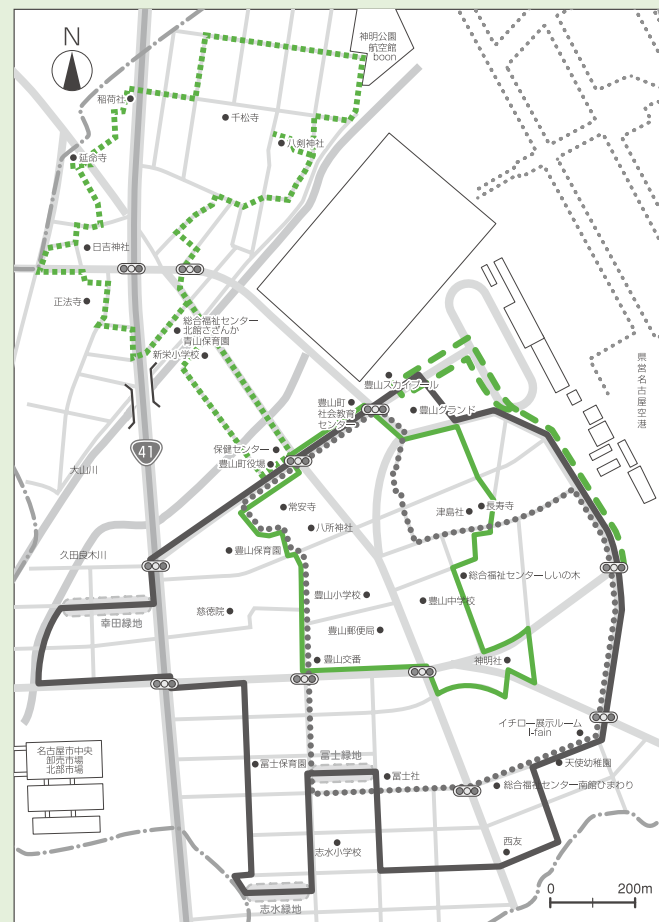 N
神明公園
航空館
boon
稲荷社
千松寺
八剣神社
延命寺
日吉神社
正法寺
総合福祉センター
北館さざんか
青山保育園
新栄小学校
豊山スカイプール
豊山町
社会教育
センター
豊山グランド
県営名古屋空港
41
大山川
保健センター
豊山町役場
常安寺
八所神社
津島社
長寿寺
久田良木川
豊山保育園
総合福祉センターしいの木
豊山小学校
豊山中学校
慈徳院
幸田緑地
豊山郵便局
豊山交番
神明社
イチロー展示ルーム
I-fain
名古屋市中央
卸売市場
北部市場
冨士保育園
冨士緑地
冨士社
天使幼稚園
総合福祉センター南館ひまわり
志水小学校
西友
志水緑地
0
200m